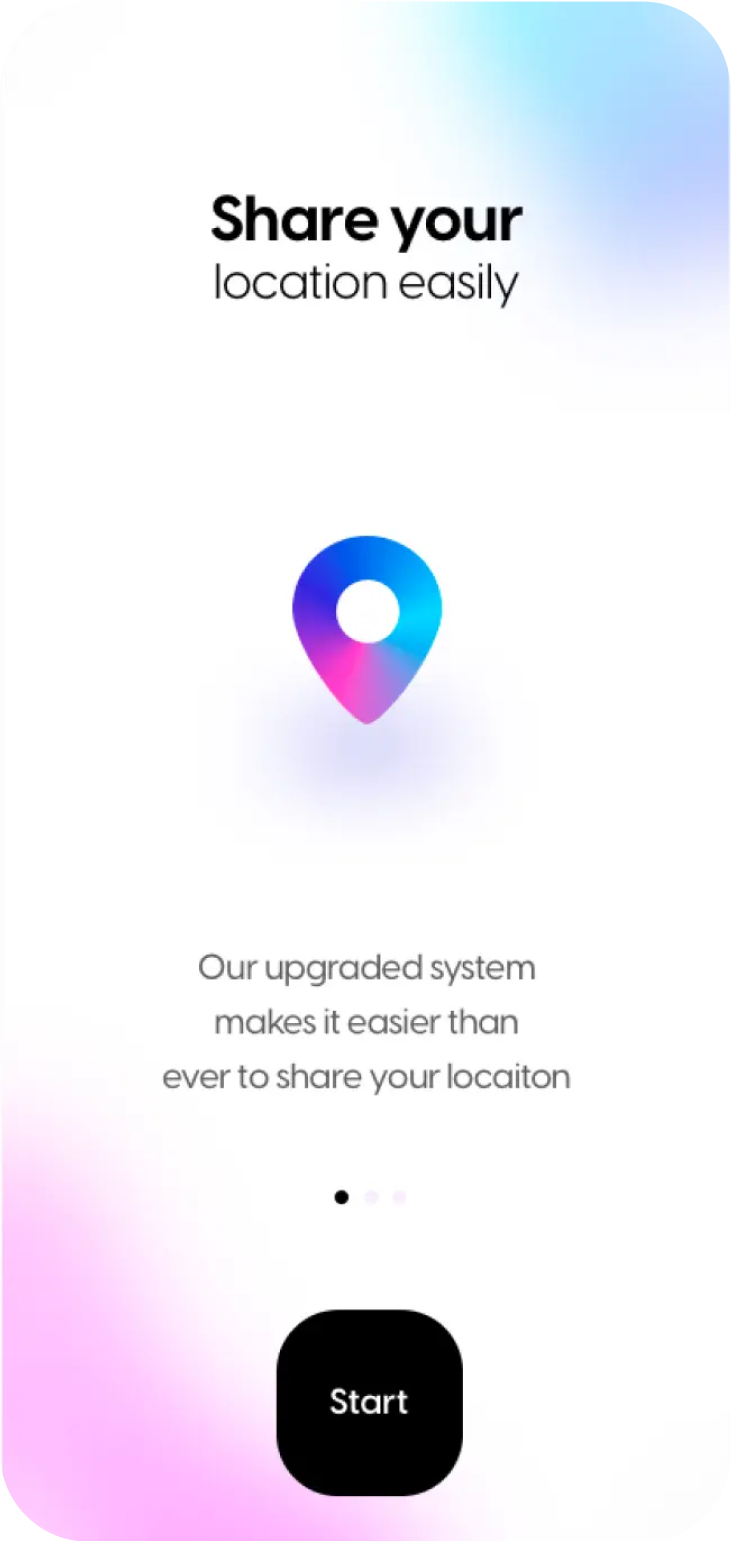 Share your
location easily
Our upgraded system
makes it easier than
ever to share your locaiton
Start